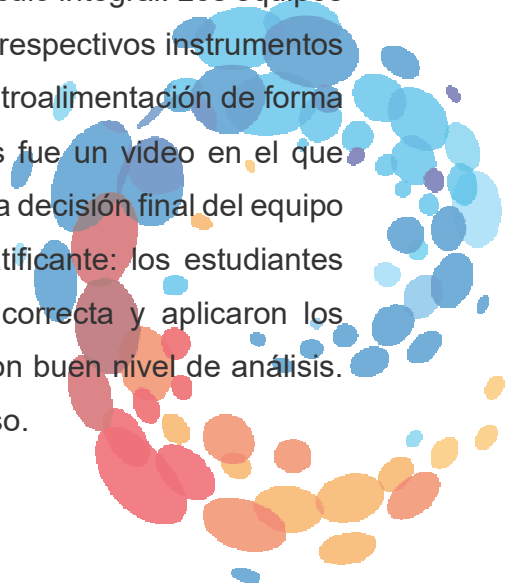 respectivos instrumentos
troalimentación de forma
s fue un video en el que
a decisión final del equipo
tificante: los estudiantes
correcta y aplicaron los
on buen nivel de análisis.
so.